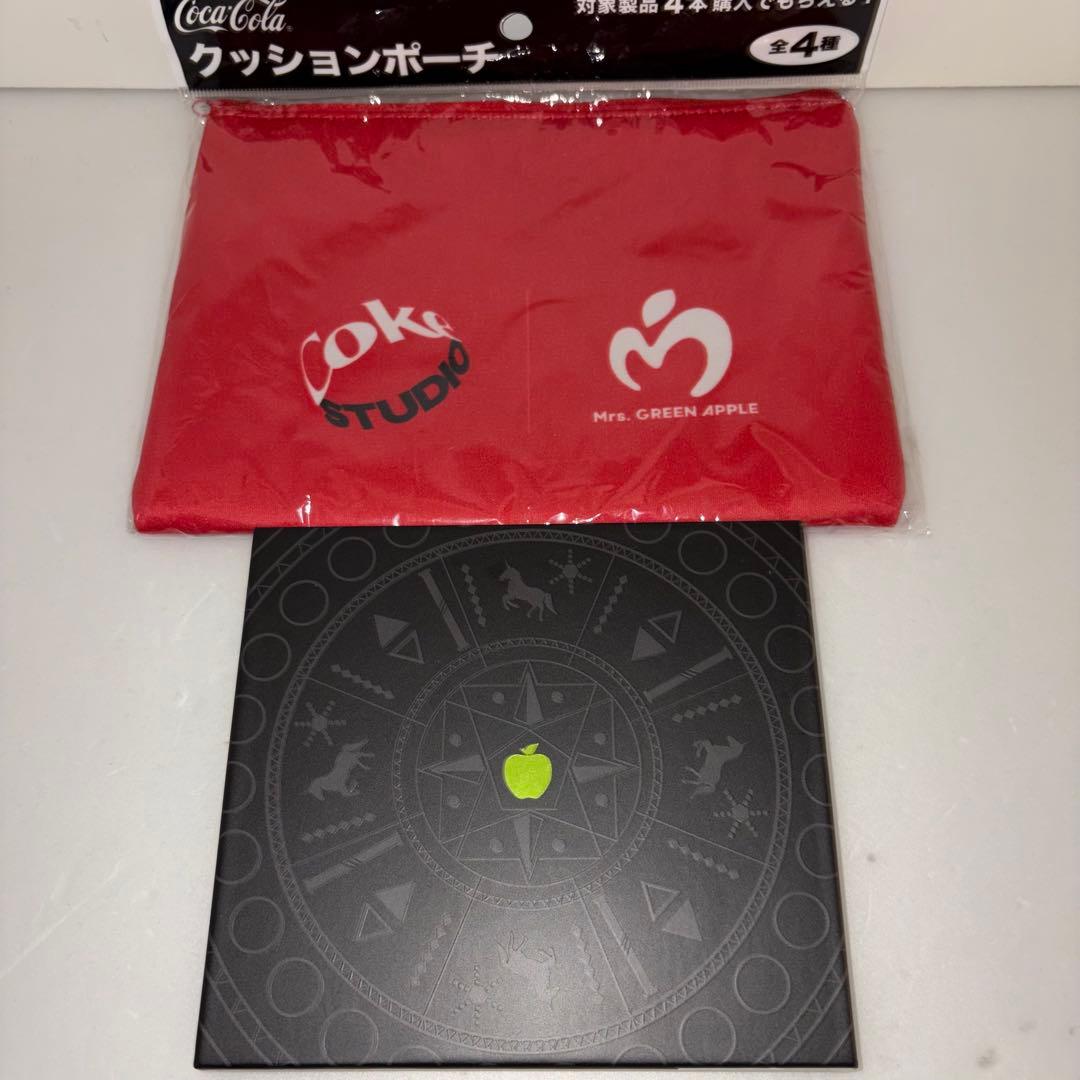 Coca-Cola
対象製品4本購入でもらえる!
クッションポーチ
全4種
Coke
STUDIO
Mrs. GREEN APPLE